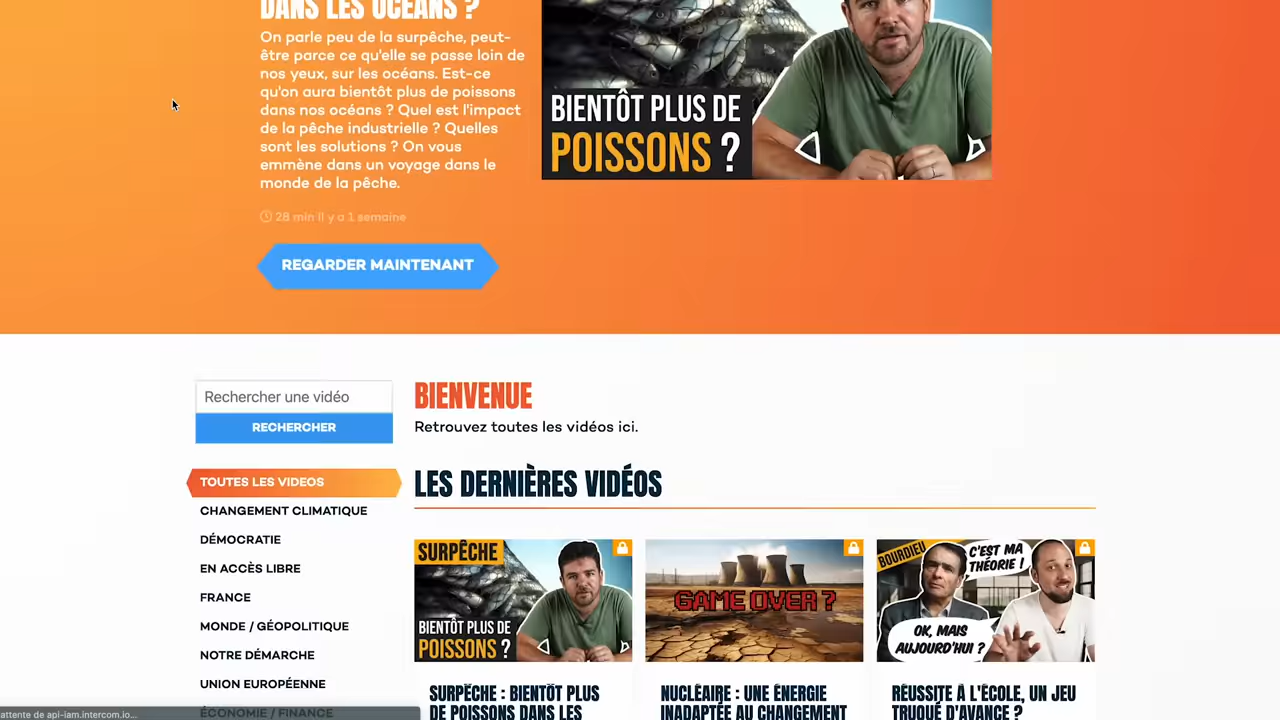 DANS LES OCÉANS ?
On parle peu de la surpêche, peut-
être parce ce qu'elle se passe loin de
nos yeux, sur les océans. Est-ce
qu'on aura bientôt plus de poissons
dans nos océans ? Quel est l'impact
de la pêche industrielle ? Quelles
sont les solutions ? On vous
emmène dans un voyage dans le
monde de la pêche.
28 min Il y a 1 semaine
REGARDER MAINTENANT
BIENTÔT PLUS DE
POISSONS ?
Rechercher une vidéo
RECHERCHER
TOUTES LES VIDEOS
CHANGEMENT CLIMATIQUE
DÉMOCRATIE
EN ACCÈS LIBRE
FRANCE
MONDE / GÉOPOLITIQUE
NOTRE DÉMARCHE
UNION EUROPÉENNE
ÉCONOMIE / FINANCE
attente de api-iam.intercom.io...
BIENVENUE
Retrouvez toutes les vidéos ici.
LES DERNIÈRES VIDÉOS
SURPÊCHE
BIENTÔT PLUS DE
POISSONS ?
SURPÊCHE : BIENTÔT PLUS
DE POISSONS DANS LES
GAME OVER ?
NUCLÉAIRE : UNE ÉNERGIE
INADAPTÉE AU CHANGEMENT
BOURDIEU
C'EST MA
THÉORIE !
OK, MAIS
AUJOURD'HUI ?
RÉUSSITE À L'ÉCOLE, UN JEU
TRUQUÉ D'AVANCE ?